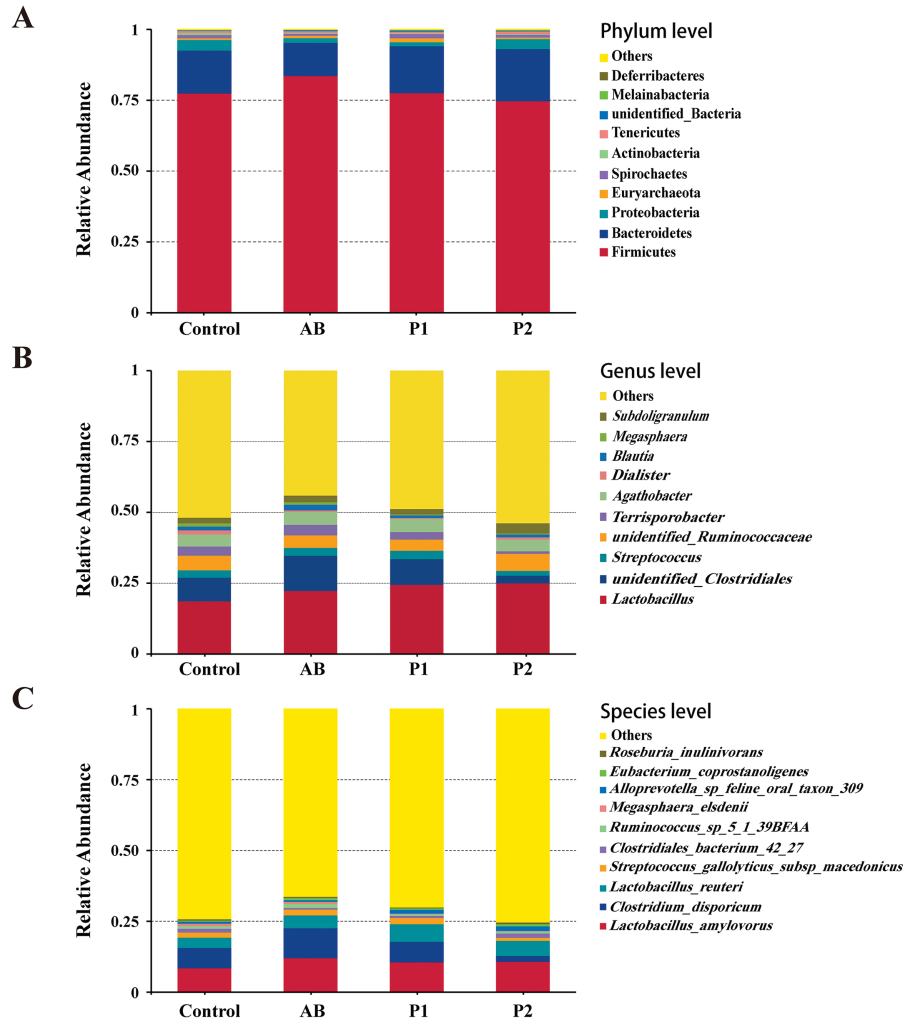 A
Phylum level
Relative Abundance
1
0.75
0.50
0.25
0
Control AB P1 P2
Others
Deferribacteres
Melainabacteria
unidentified_Bacteria
Tenericutes
Actinobacteria
Spirochaetes
Euryarchaeota
Proteobacteria
Bacteroidetes
Firmicutes
B
Genus level
Relative Abundance
1
0.75
0.50
0.25
0
Control AB P1 P2
Others
Subdoligranulum
Megasphaera
Blautia
Dialister
Agathobacter
Terrisporobacter
unidentified_Ruminococcaceae
Streptococcus
unidentified_Clostridiales
Lactobacillus
C
Species level
Relative Abundance
1
0.75
0.50
0.25
0
Control AB P1 P2
Others
Roseburia_inulinivorans
Eubacterium_coprostanoligenes
Alloprevotella_sp_feline_oral_taxon_309
Megasphaera_elsdenii
Ruminococcus_sp_5_1_39BFAA
Clostridiales_bacterium_42_27
Streptococcus_gallolyticus_subsp_macedonicus
Lactobacillus_reuteri
Clostridium_disporicum
Lactobacillus_amylovorus